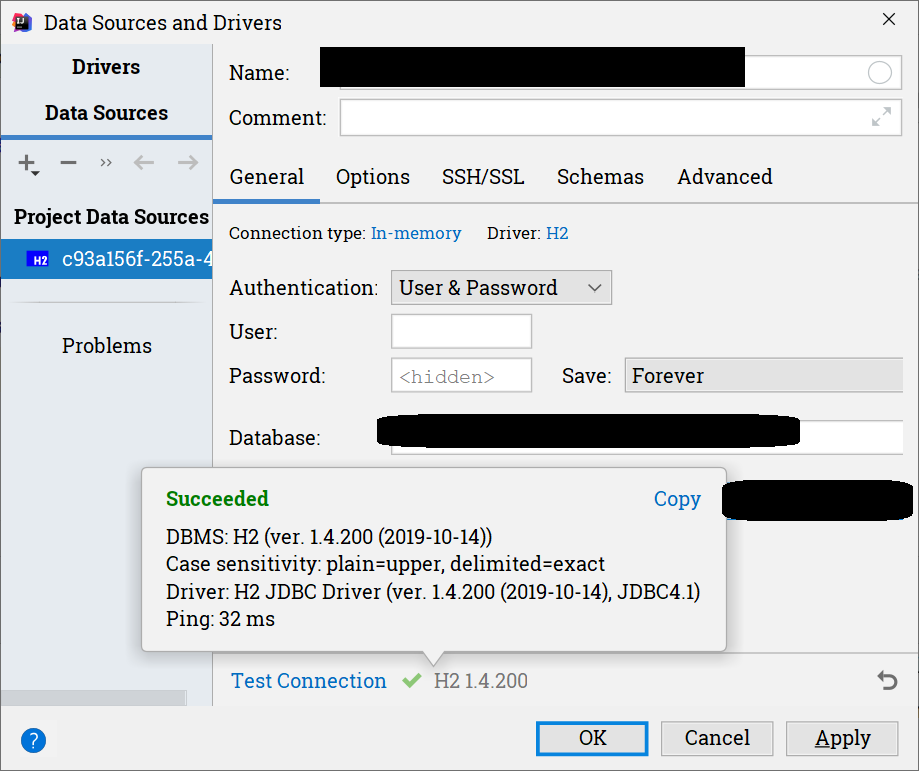 Data Sources and Drivers
Drivers
Data Sources
Project Data Sources
H2 c93a156f-255a-4
Problems
Name:
Comment:
General Options SSH/SSL Schemas Advanced
Connection type: In-memory Driver: H2
Authentication: User & Password
User:
Password: <hidden> Save: Forever
Database:
Succeeded Copy
DBMS: H2 (ver. 1.4.200 (2019-10-14))
Case sensitivity: plain=upper, delimited=exact
Driver: H2 JDBC Driver (ver. 1.4.200 (2019-10-14), JDBC4.1)
Ping: 32 ms
Test Connection H2 1.4.200
? OK Cancel Apply